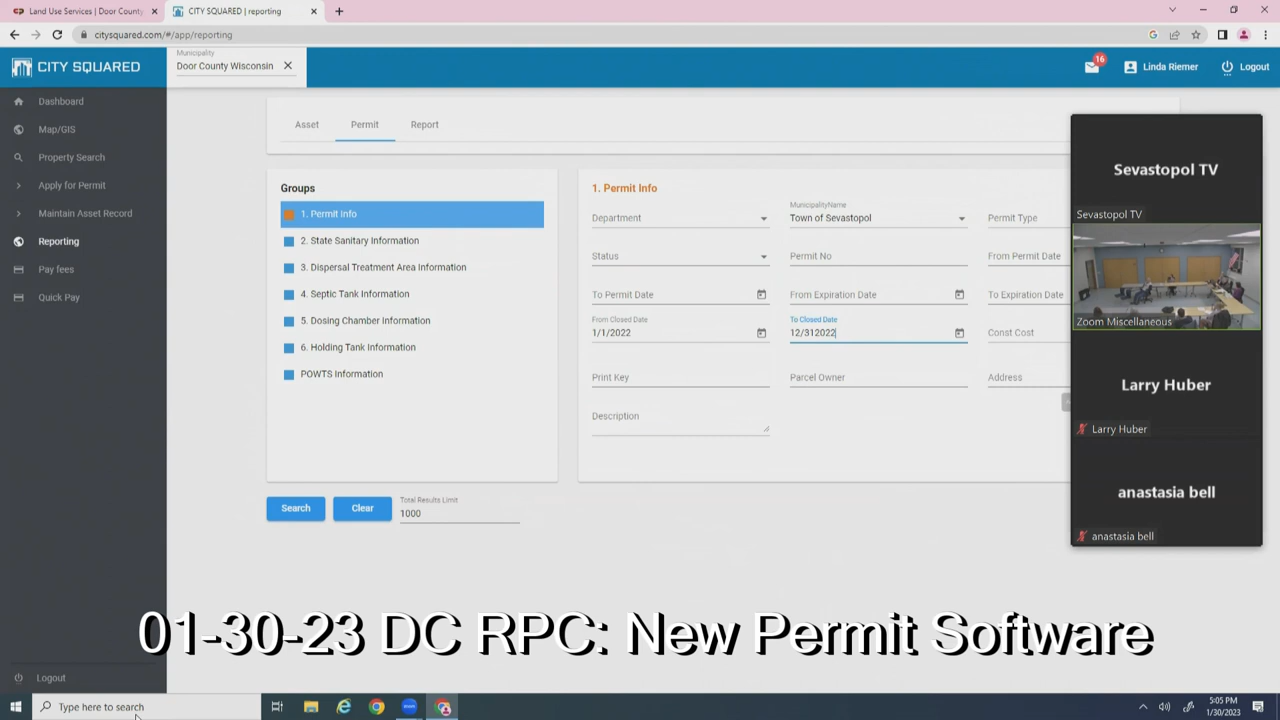 Land Use Services | Door County
CITY SQUARED | reporting
citysquared.com/#/app/reporting
CITY SQUARED
Municipality
Door County Wisconsin
16
Linda Riemer
Logout
Dashboard
Map/GIS
Property Search
Apply for Permit
Maintain Asset Record
Reporting
Pay fees
Quick Pay
Logout
Asset
Permit
Report
Groups
1. Permit Info
2. State Sanitary Information
3. Dispersal Treatment Area Information
4. Septic Tank Information
5. Dosing Chamber Information
6. Holding Tank Information
POWTS Information
1. Permit Info
Department
MunicipalityName
Town of Sevastopol
Permit Type
Status
Permit No
From Permit Date
To Permit Date
From Expiration Date
To Expiration Date
From Closed Date
1/1/2022
To Closed Date
12/312022
Const Cost
Print Key
Parcel Owner
Address
Description
Search
Clear
Total Results Limit
1000
Sevastopol TV
Sevastopol TV
Zoom Miscellaneous
Larry Huber
Larry Huber
anastasia bell
anastasia bell
01-30-23 DC RPC: New Permit Software
Type here to search
zoom
5:05 PM
1/30/2023